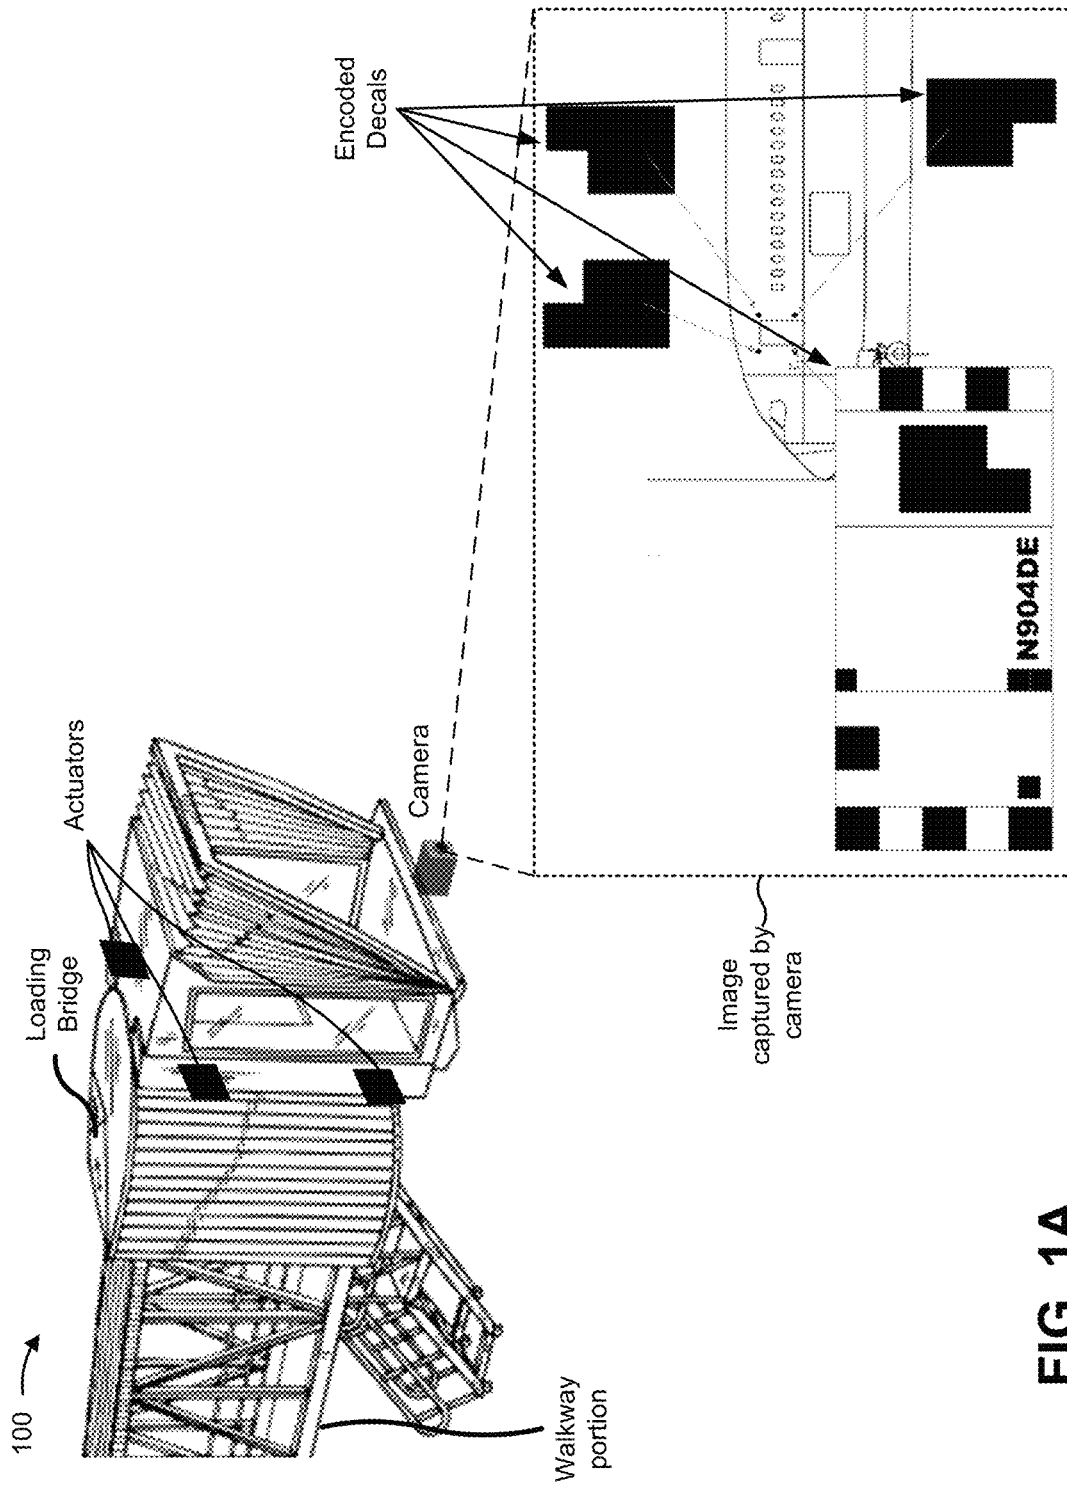 100
Loading
Bridge
Actuators
Encoded
Decals
Camera
Walkway
portion
Image
captured by
camera
N904DE
FIG. 1A